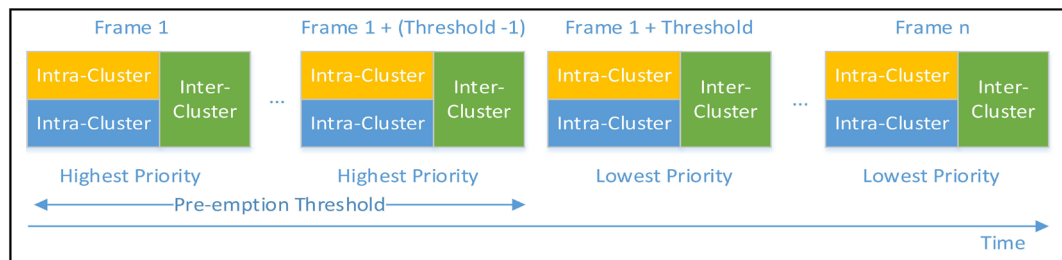 Frame 1
Frame 1 + (Threshold -1)
Frame 1 + Threshold
Frame n
Intra-Cluster
Intra-Cluster
Inter-
Cluster
...
Intra-Cluster
Intra-Cluster
Inter-
Cluster
Intra-Cluster
Intra-Cluster
Inter-
Cluster
...
Intra-Cluster
Intra-Cluster
Inter-
Cluster
Highest Priority
Highest Priority
Lowest Priority
Lowest Priority
Pre-emption Threshold
Time